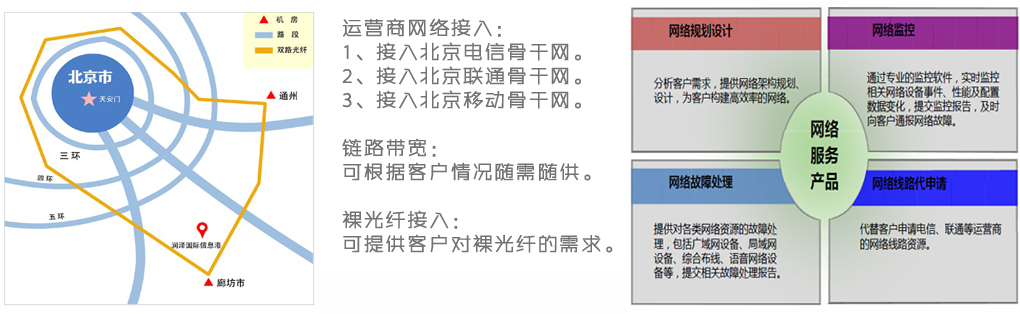 机 房
路 段
双路光纤
北京市
天安门
通州
三 环
四 环
五 环
润泽国际信息港
廊坊市
运营商网络接入：
1、接入北京电信骨干网。
2、接入北京联通骨干网。
3、接入北京移动骨干网。
链路带宽：
可根据客户情况随需随供。
裸光纤接入：
可提供客户对裸光纤的需求。
网络规划设计
分析客户需求，提供网络架构规划、
设计，为客户构建高效率的网络。
网络监控
通过专业的监控软件，实时监控
相关网络设备事件、性能及配置
数据变化，提交监控报告，及时
向客户通报网络故障。
网络
服务
产品
网络故障处理
提供对各类网络资源的故障处
理，包括广域网设备、局域网
设备、综合布线、语音网络设
备等，提交相关故障处理报告。
网络线路代申请
代替客户申请电信、联通等运营商
的网络线路资源。